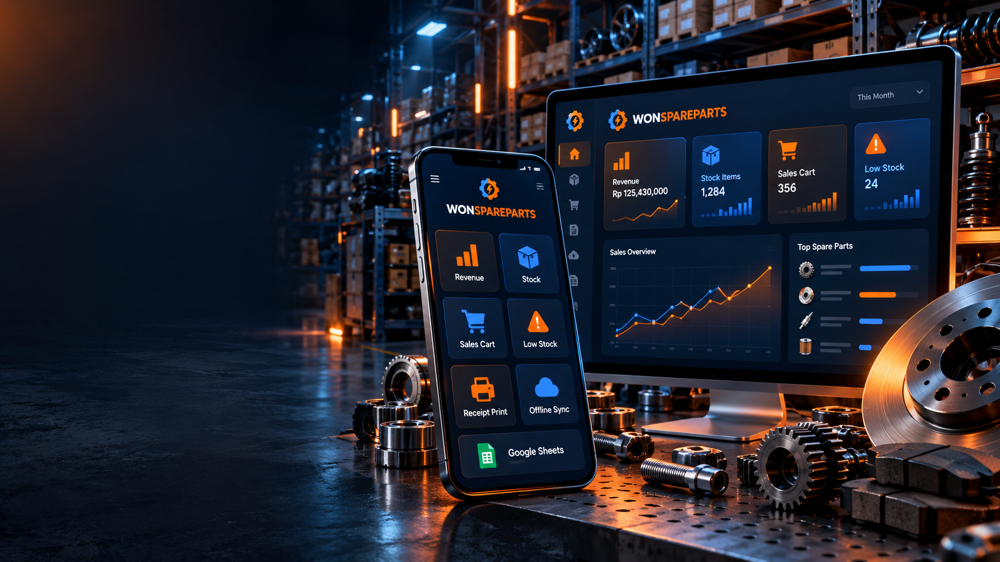 WONSPAREPARTS
Revenue
Stock
Sales Cart
Low Stock
Receipt Print
Offline Sync
Google Sheets
WONSPAREPARTS
This Month
Revenue
Rp 125,430,000
Stock Items
1,284
Sales Cart
356
Low Stock
24
Sales Overview
Top Spare Parts